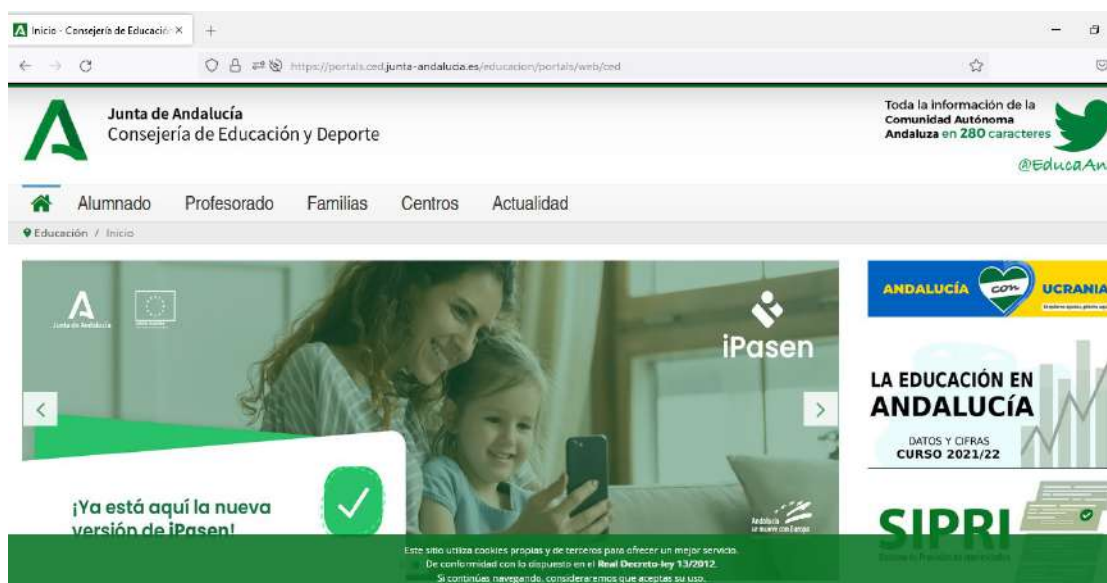 Inicio - Consejería de Educació
https://portals.ced.junta-andalucia.es/educacion/portals/web/ced
Junta de Andalucía
Consejería de Educación y Deporte
Toda la información de la
Comunidad Autónoma
Andaluza en 280 caracteres
@EducaAn
Alumnado Profesorado Familias Centros Actualidad
Educación / Inicio
Junta de Andalucía
iPasen
¡Ya está aquí la nueva
versión de iPasen!
Andalucía
se mueve con Europa
ANDALUCÍA con UCRANIA
LA EDUCACIÓN EN
ANDALUCÍA
DATOS Y CIFRAS
CURSO 2021/22
SIPRI
Este sitio utiliza cookies propias y de terceros para ofrecer un mejor servicio.
De conformidad con lo dispuesto en el Real Decreto-ley 13/2012.
Si continúas navegando, consideraremos que aceptas su uso.